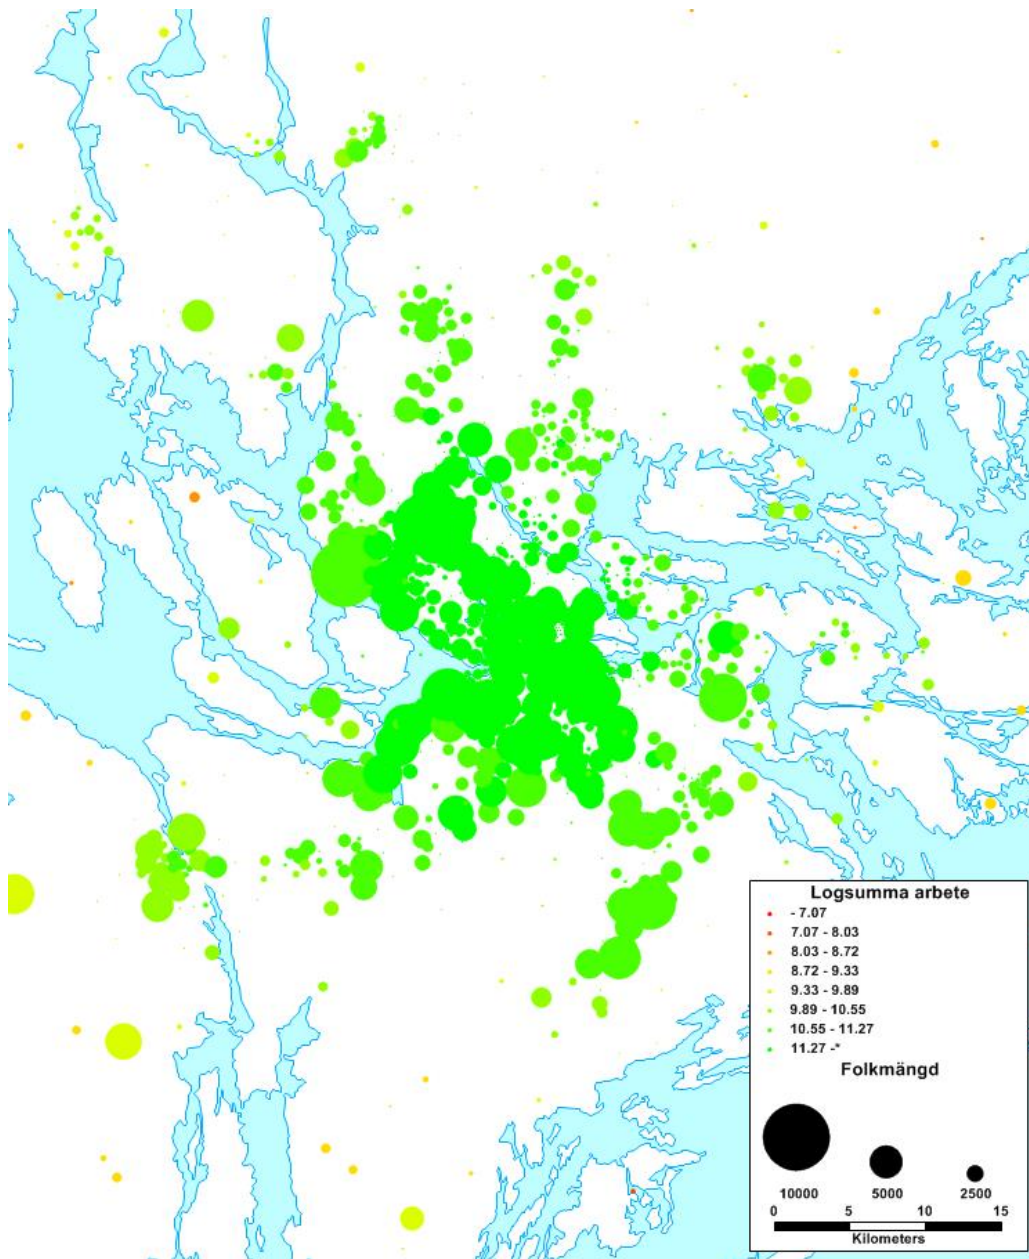 Logsumma arbete
- 7.07
7.07 - 8.03
8.03 - 8.72
8.72 - 9.33
9.33 - 9.89
9.89 - 10.55
10.55 - 11.27
11.27 -*
Folkmängd
10000 5000 2500
0 5 10 15
Kilometers